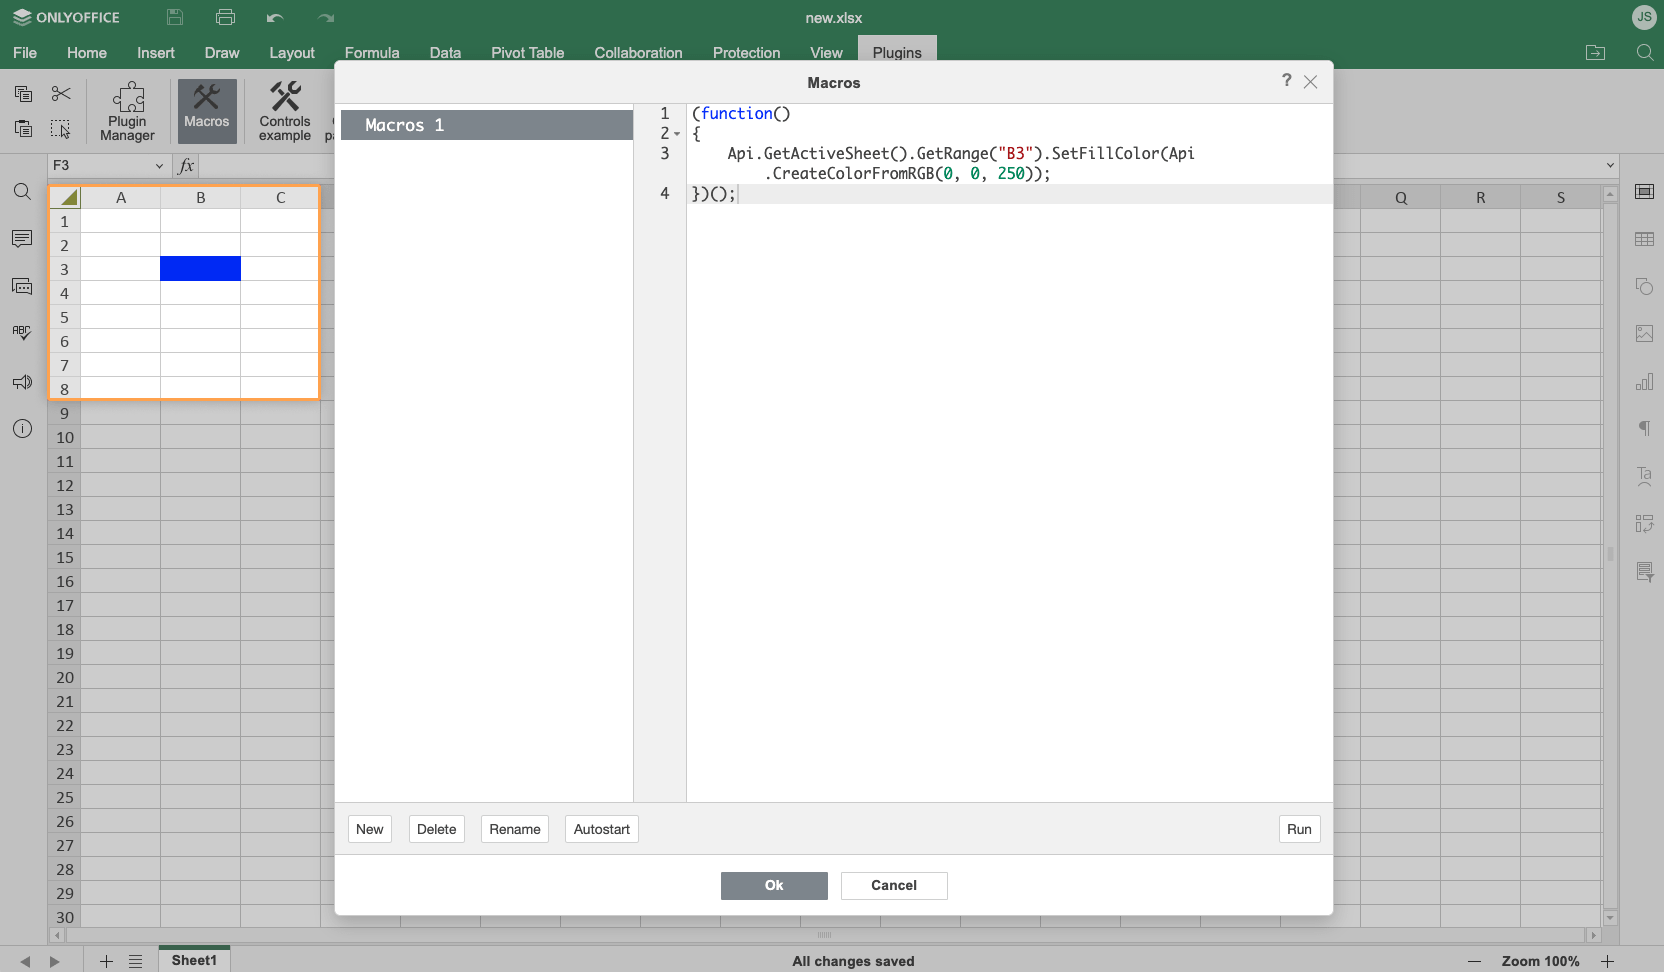 ONLYOFFICE
new.xlsx
JS
File Home Insert Draw Layout Formula Data Pivot Table Collaboration Protection View Plugins
Plugin
Manager
Macros
Controls
example
Macros
?
F3
fx
Macros 1
1 (function()
2 {
3 Api.GetActiveSheet().GetRange("B3").SetFillColor(Api
.CreateColorFromRGB(0, 0, 250));
4 })();
A B C Q R S
1
2
3
4
5
6
7
8
9
10
11
12
13
14
15
16
17
18
19
20
21
22
23
24
25
26
27
28
29
30
ABC
Ta
New Delete Rename Autostart Run
Ok Cancel
Sheet1
All changes saved
Zoom 100%